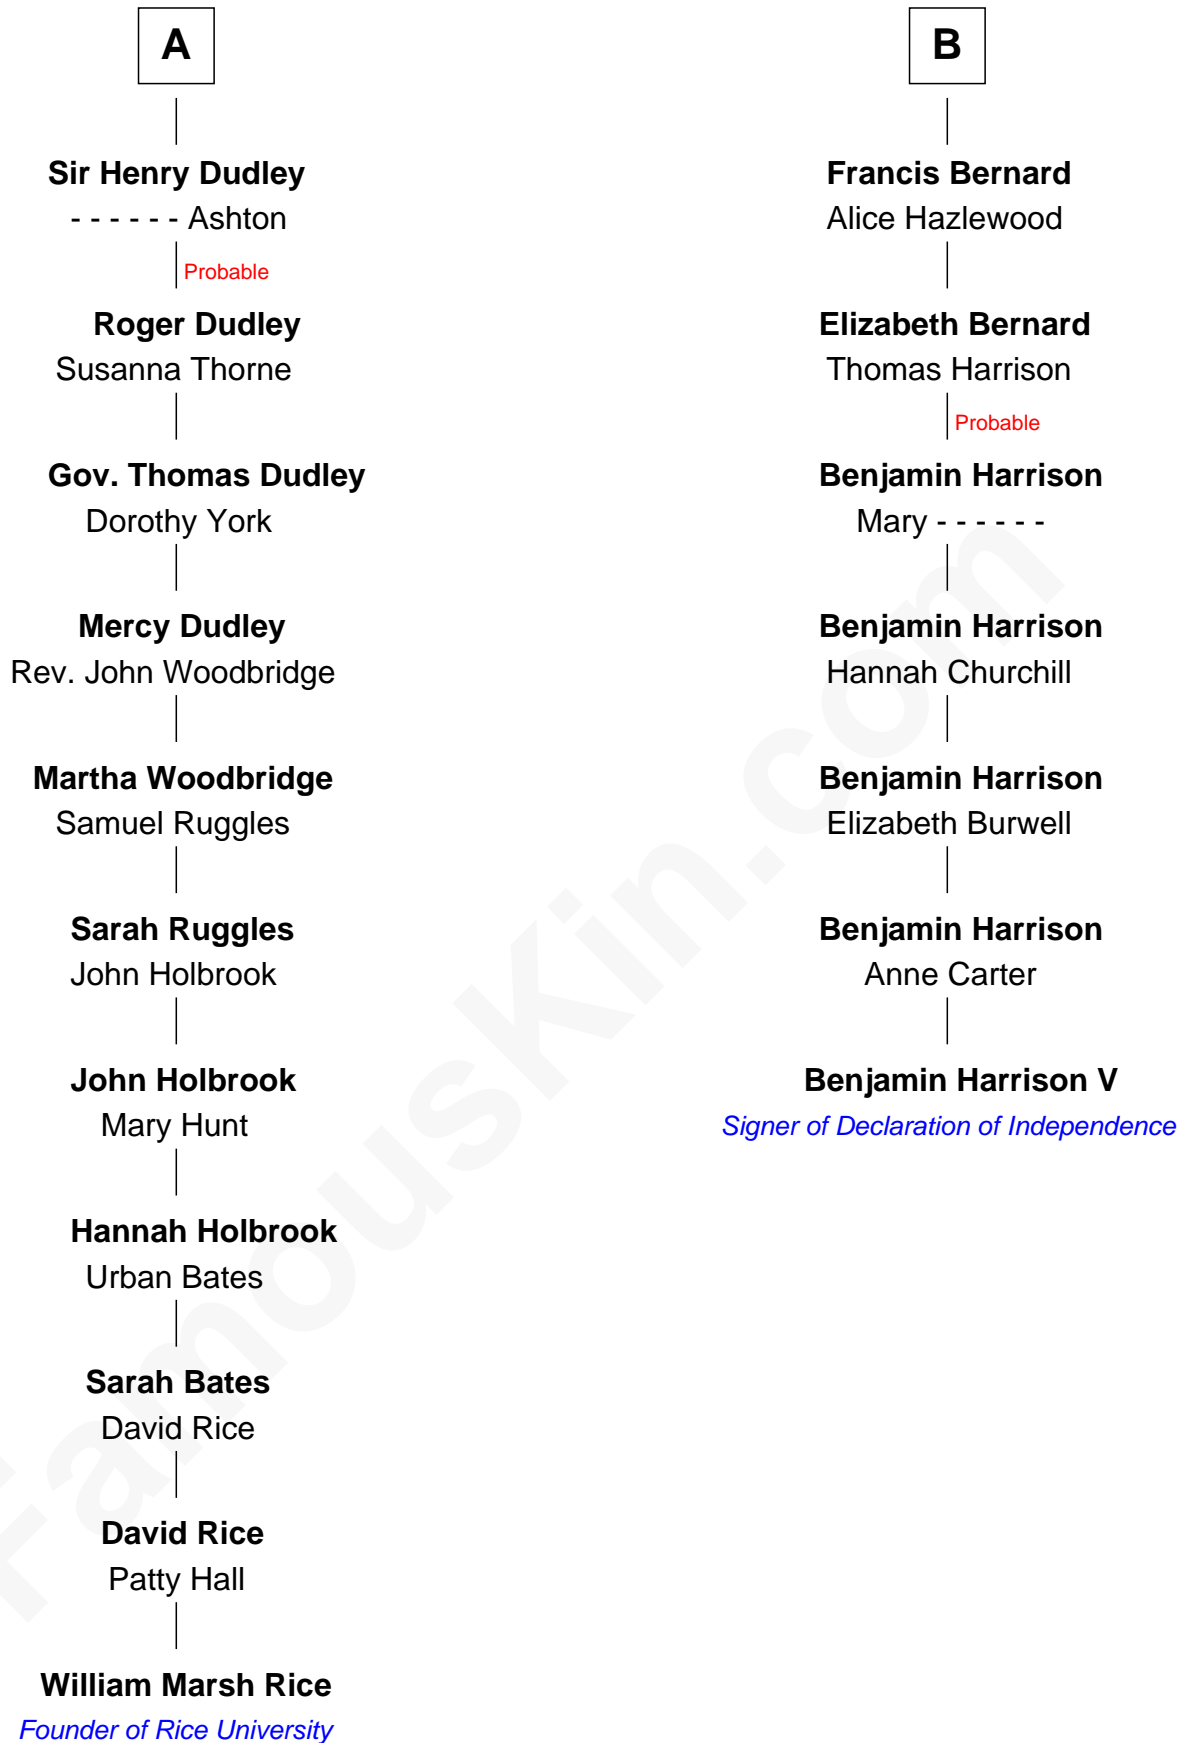 A
Sir Henry Dudley
- - - - - - Ashton
Probable
Roger Dudley
Susanna Thorne
Gov. Thomas Dudley
Dorothy York
Mercy Dudley
Rev. John Woodbridge
Martha Woodbridge
Samuel Ruggles
Sarah Ruggles
John Holbrook
John Holbrook
Mary Hunt
Hannah Holbrook
Urban Bates
Sarah Bates
David Rice
David Rice
Patty Hall
William Marsh Rice
Founder of Rice University
B
Francis Bernard
Alice Hazlewood
Elizabeth Bernard
Thomas Harrison
Probable
Benjamin Harrison
Mary - - - - - -
Benjamin Harrison
Hannah Churchill
Benjamin Harrison
Elizabeth Burwell
Benjamin Harrison
Anne Carter
Benjamin Harrison V
Signer of Declaration of Independence
FamousKin.com